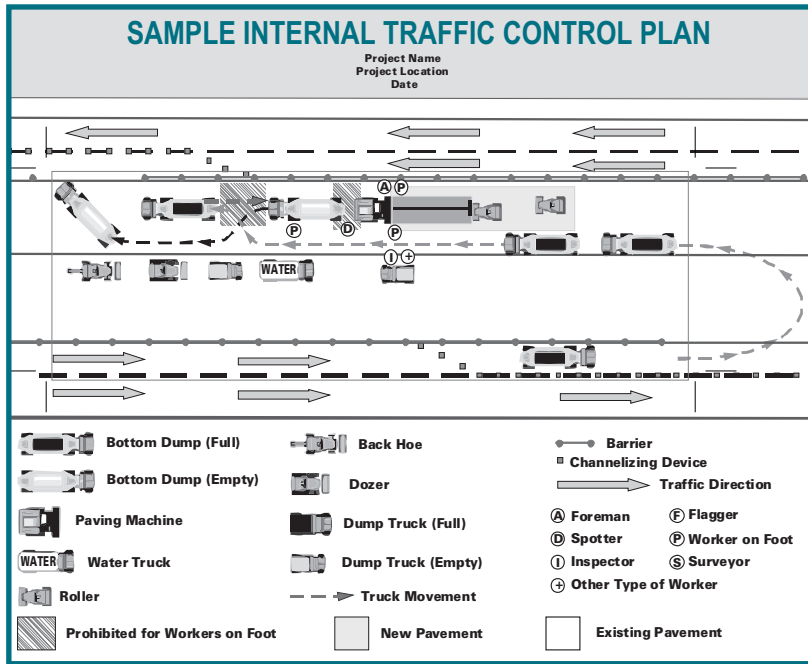 SAMPLE INTERNAL TRAFFIC CONTROL PLAN
Project Name
Project Location
Date
A P
P D P
I +
WATER
Bottom Dump (Full)
Bottom Dump (Empty)
Paving Machine
WATER Water Truck
Roller
Back Hoe
Dozer
Dump Truck (Full)
Dump Truck (Empty)
Truck Movement
Barrier
Channelizing Device
Traffic Direction
A Foreman
F Flagger
D Spotter
P Worker on Foot
I Inspector
S Surveyor
+ Other Type of Worker
Prohibited for Workers on Foot
New Pavement
Existing Pavement